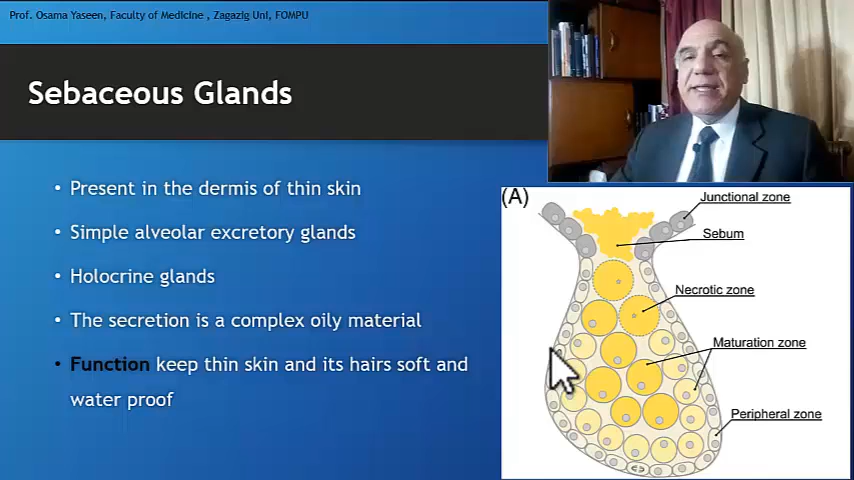 Prof. Osama Yaseen, Faculty of Medicine , Zagazig Uni, FOMPU
Sebaceous Glands
• Present in the dermis of thin skin
• Simple alveolar excretory glands
• Holocrine glands
• The secretion is a complex oily material
• Function keep thin skin and its hairs soft and
water proof
(A)
Junctional zone
Sebum
Necrotic zone
Maturation zone
Peripheral zone